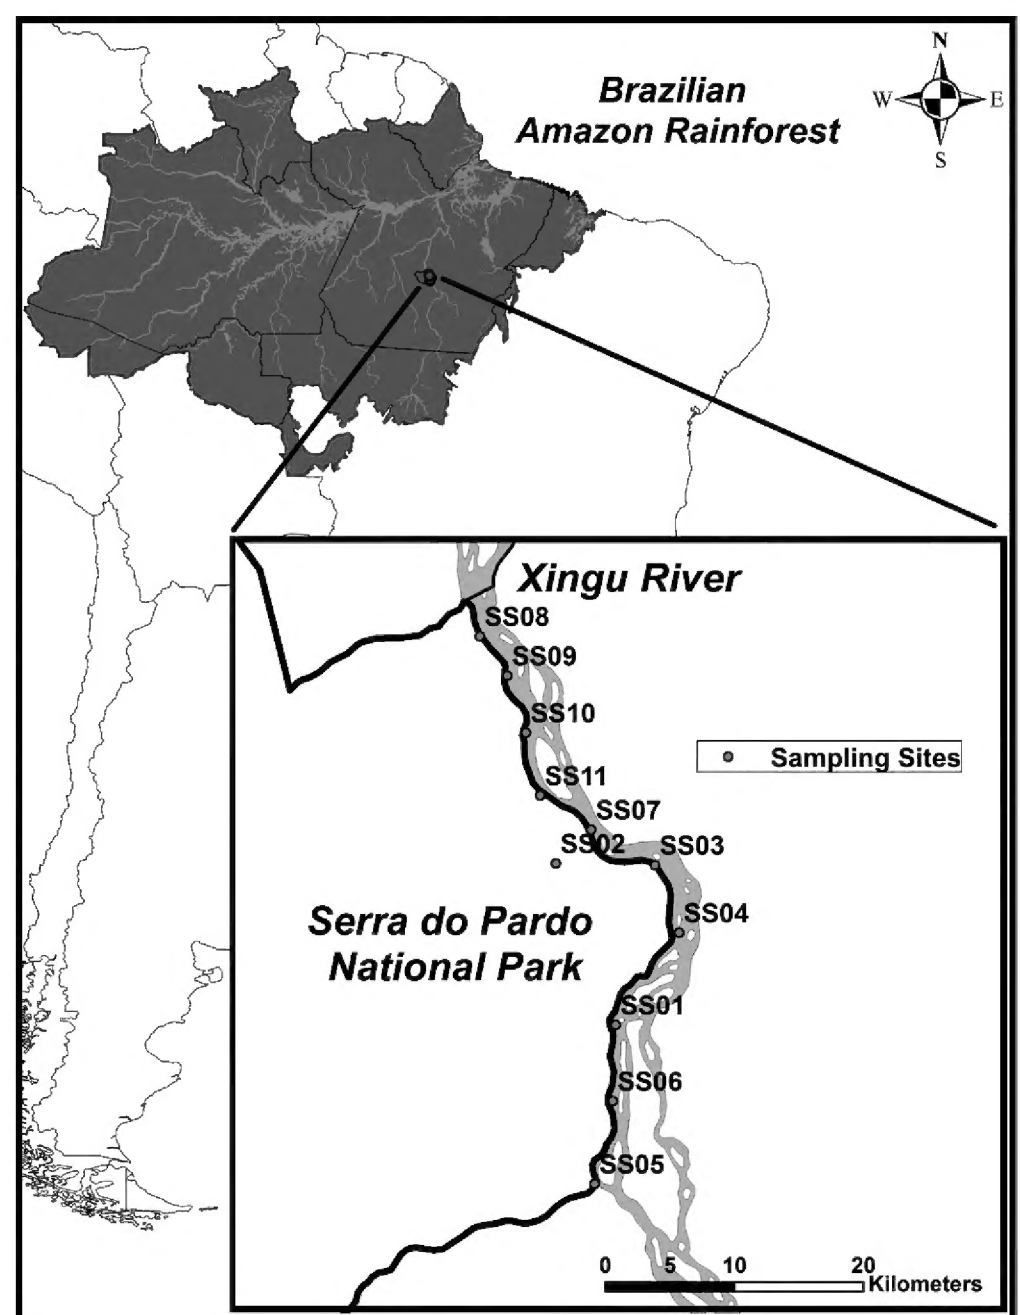 N
Brazilian
Amazon Rainforest
W E
S
Xingu River
SS08
SS09
SS10
SS11
Sampling Sites
SS07
SS02
SS03
Serra do Pardo
National Park
SS04
SS01
SS06
SS05
0 5 10 20
Kilometers